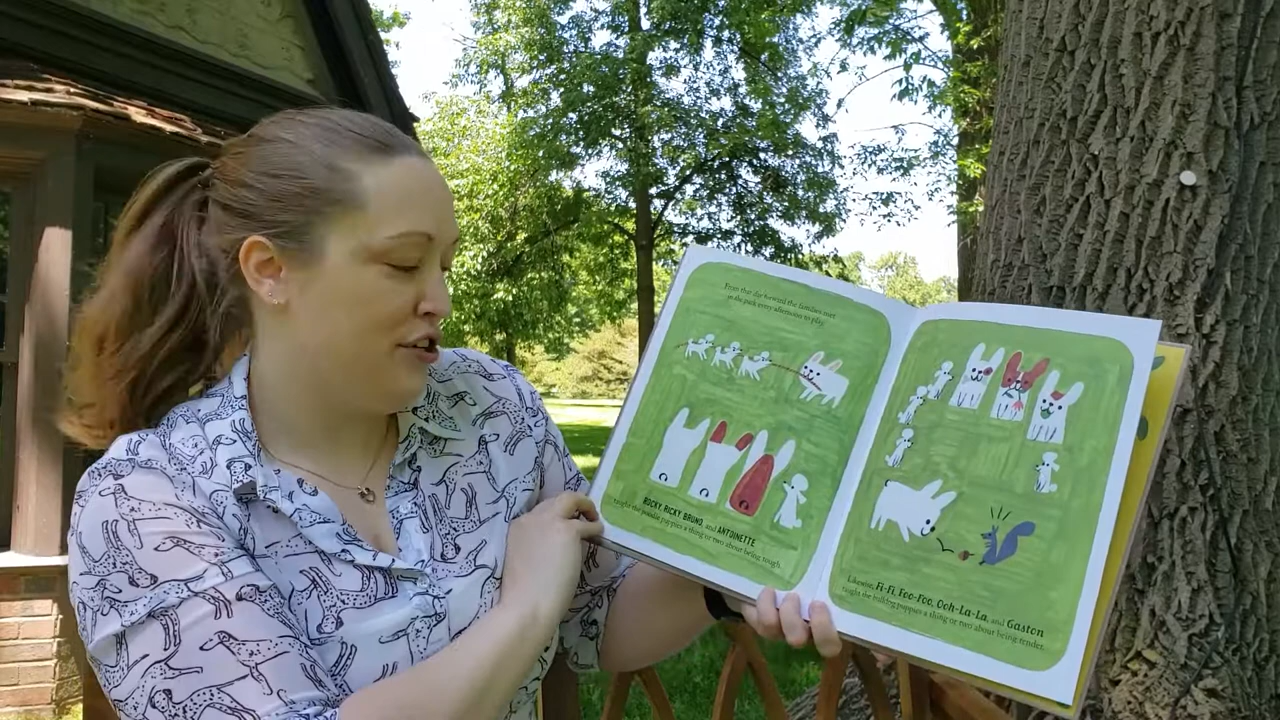 From that day forward the families met
in the park every afternoon to play.
ROCKY, RICKY BRUNO, and ANTOINETTE
taught the poodle puppies a thing or two about being tough.
Likewise, Fi-Fi, Foo-Foo, Ooh-La-La, and Gaston
taught the bulldog puppies a thing or two about being tender.